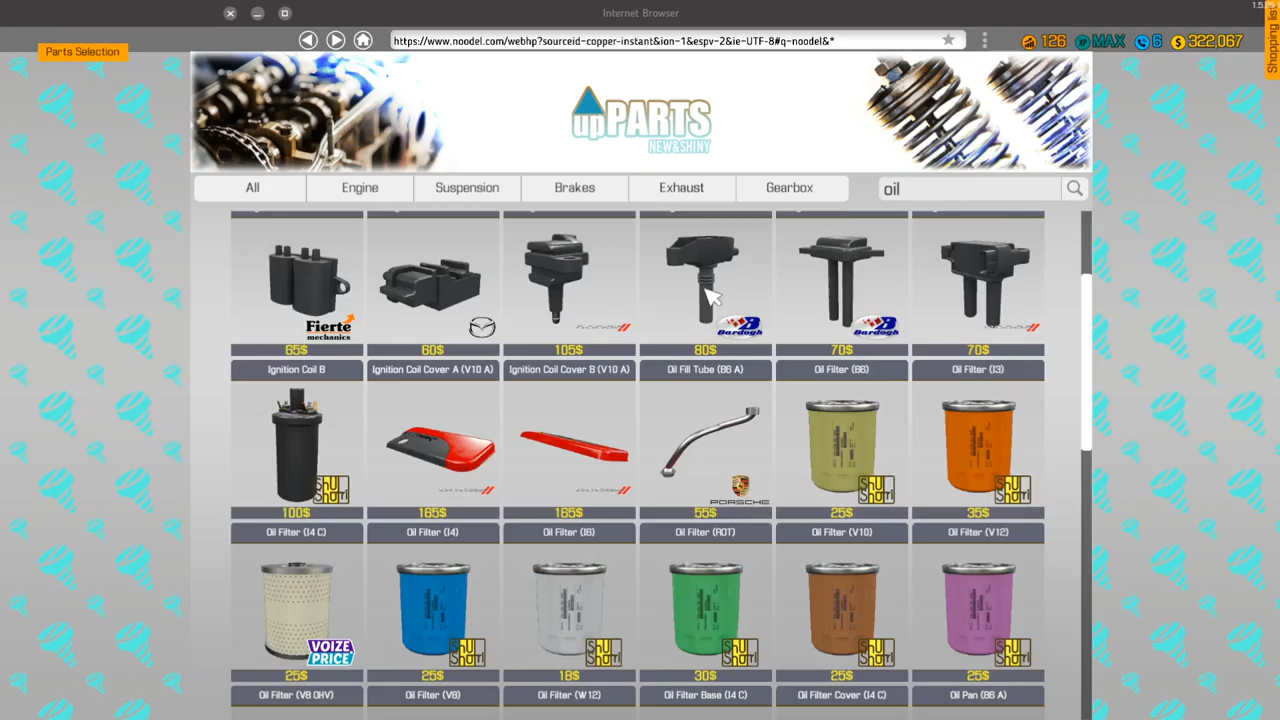 Internet Browser
1.5.
Parts Selection
https://www.noodel.com/webhp?sourceid-copper-instant&ion-1&espv-2&ie-UTF-8#q-noodel&*
126 XP MAX 6 $ 322,067
Shopping list
upPARTS
NEW&SHINY
All Engine Suspension Brakes Exhaust Gearbox oil
Fierte mechanics
Bardogh Bardogh
65$ 60$ 105$ 80$ 70$ 70$
Ignition Coil B Ignition Coil Cover A (V10 A) Ignition Coil Cover B (V10 A) Oil Fill Tube (B6 A) Oil Filter (B6) Oil Filter (I3)
PORSCHE
100$ 165$ 165$ 55$ 25$ 35$
Oil Filter (I4 C) Oil Filter (I4) Oil Filter (I6) Oil Filter (ROT) Oil Filter (V10) Oil Filter (V12)
VOIZE PRICE
25$ 25$ 18$ 30$ 25$ 25$
Oil Filter (V8 OHV) Oil Filter (V8) Oil Filter (W12) Oil Filter Base (I4 C) Oil Filter Cover (I4 C) Oil Pan (B6 A)